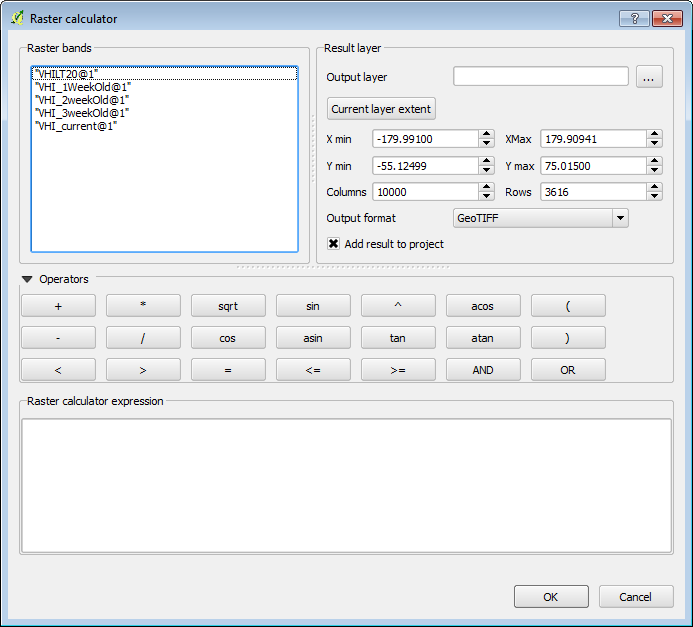 Raster calculator
?
Raster bands
"VHILT20@1"
"VHI_1WeekOld@1"
"VHI_2weekOld@1"
"VHI_3weekOld@1"
"VHI_current@1"
Result layer
Output layer
...
Current layer extent
X min -179.99100 XMax 179.90941
Y min -55.12499 Y max 75.01500
Columns 10000 Rows 3616
Output format GeoTIFF
Add result to project
Operators
+ * sqrt sin ^ acos (
- / cos asin tan atan )
< > = <= >= AND OR
Raster calculator expression
OK Cancel